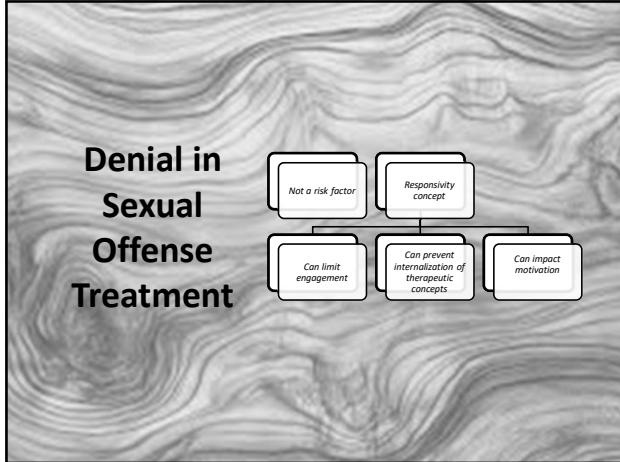 Denial in
Sexual
Offense
Treatment
Not a risk factor
Responsivity
concept
Can limit
engagement
Can prevent
internalization of
therapeutic
concepts
Can impact
motivation